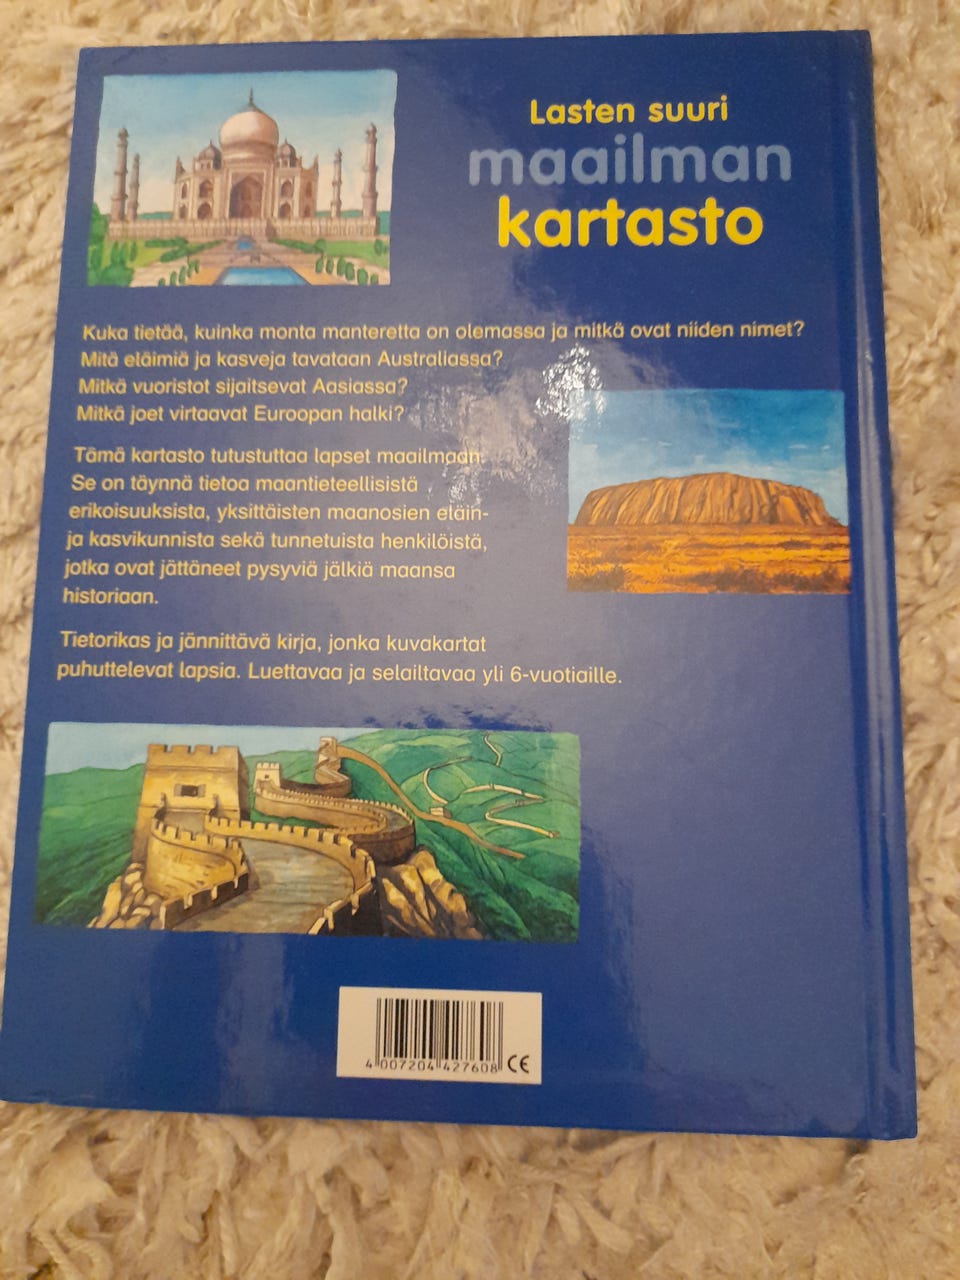 Lasten suuri
maailman
kartasto
Kuka tietää, kuinka monta manteretta on olemassa ja mitkä ovat niiden nimet?
Mitä eläimiä ja kasveja tavataan Australiassa?
Mitkä vuoristot sijaitsevat Aasiassa?
Mitkä joet virtaavat Euroopan halki?
Tämä kartasto tutustuttaa lapset maailmaan.
Se on täynnä tietoa maantieteellisistä
erikoisuuksista, yksittäisten maanosien eläin-
ja kasvikunnista sekä tunnetuista henkilöistä,
jotka ovat jättäneet pysyviä jälkiä maansa
historiaan.
Tietorikas ja jännittävä kirja, jonka kuvakartat
puhuttelevat lapsia. Luettavaa ja selailtavaa yli 6-vuotiaille.
4 007204 427608 CE